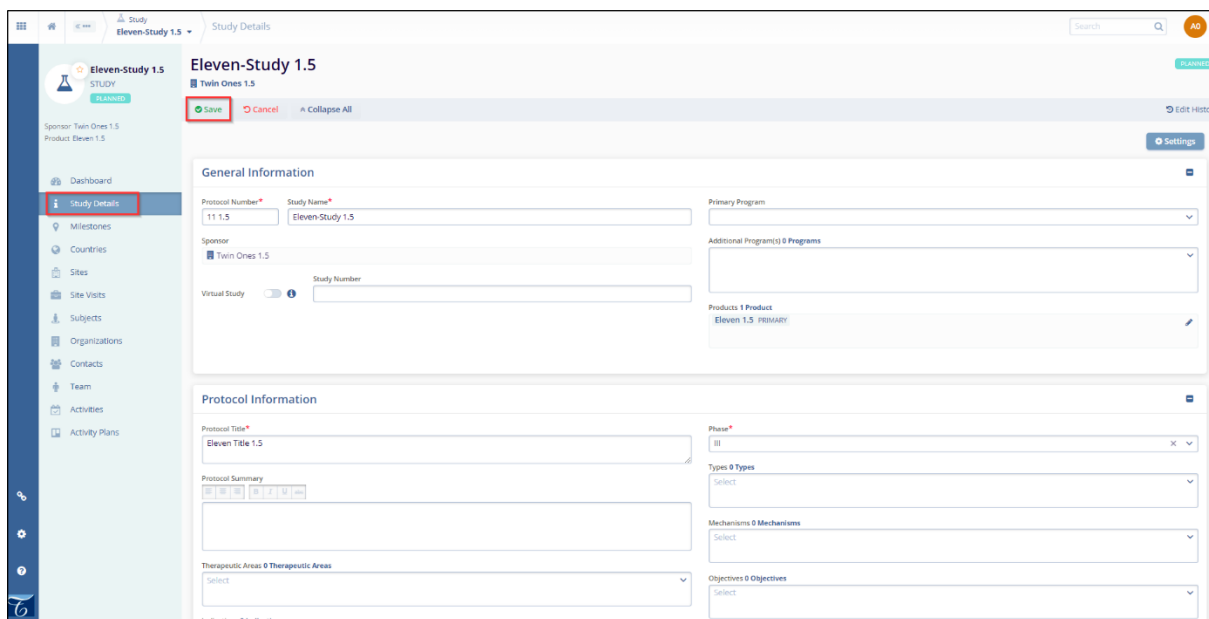 Study
Eleven-Study 1.5
Study Details
Search
A0
Eleven-Study 1.5
STUDY
PLANNED
Sponsor Twin Ones 1.5
Product Eleven 1.5
Dashboard
Study Details
Milestones
Countries
Sites
Site Visits
Subjects
Organizations
Contacts
Team
Activities
Activity Plans
Eleven-Study 1.5
Twin Ones 1.5
PLANNED
Save Cancel Collapse All
Edit Histo
Settings
General Information
Protocol Number* Study Name*
11 1.5 Eleven-Study 1.5
Sponsor
Twin Ones 1.5
Study Number
Virtual Study
Primary Program
Additional Program(s) 0 Programs
Products 1 Product
Eleven 1.5 PRIMARY
Protocol Information
Protocol Title*
Eleven Title 1.5
Protocol Summary
B I U abc
Therapeutic Areas 0 Therapeutic Areas
Select
Phase*
III
Types 0 Types
Select
Mechanisms 0 Mechanisms
Select
Objectives 0 Objectives
Select